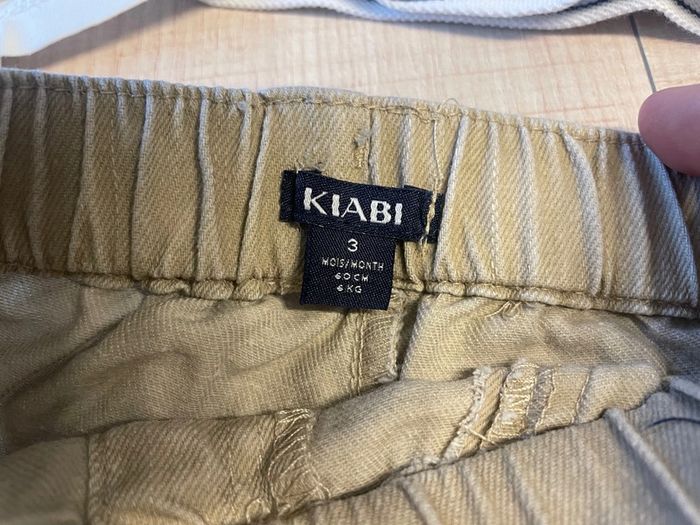 KIABI
3
MOIS/MONTH
60CM
6KG